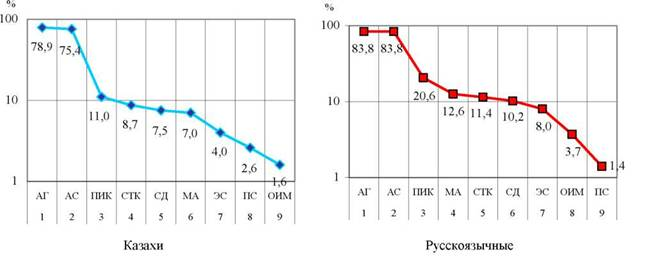 %
100
78,9 75,4
10
11,0 8,7 7,5 7,0 4,0 2,6 1,6
1
АГ АС ПИК СТК СД МА ЭС ПС ОИМ
1 2 3 4 5 6 7 8 9
Казахи
%
100
83,8 83,8
20,6
10
12,6 11,4 10,2 8,0 3,7 1,4
1
АГ АС ПИК МА СТК СД ЭС ОИМ ПС
1 2 3 4 5 6 7 8 9
Русскоязычные